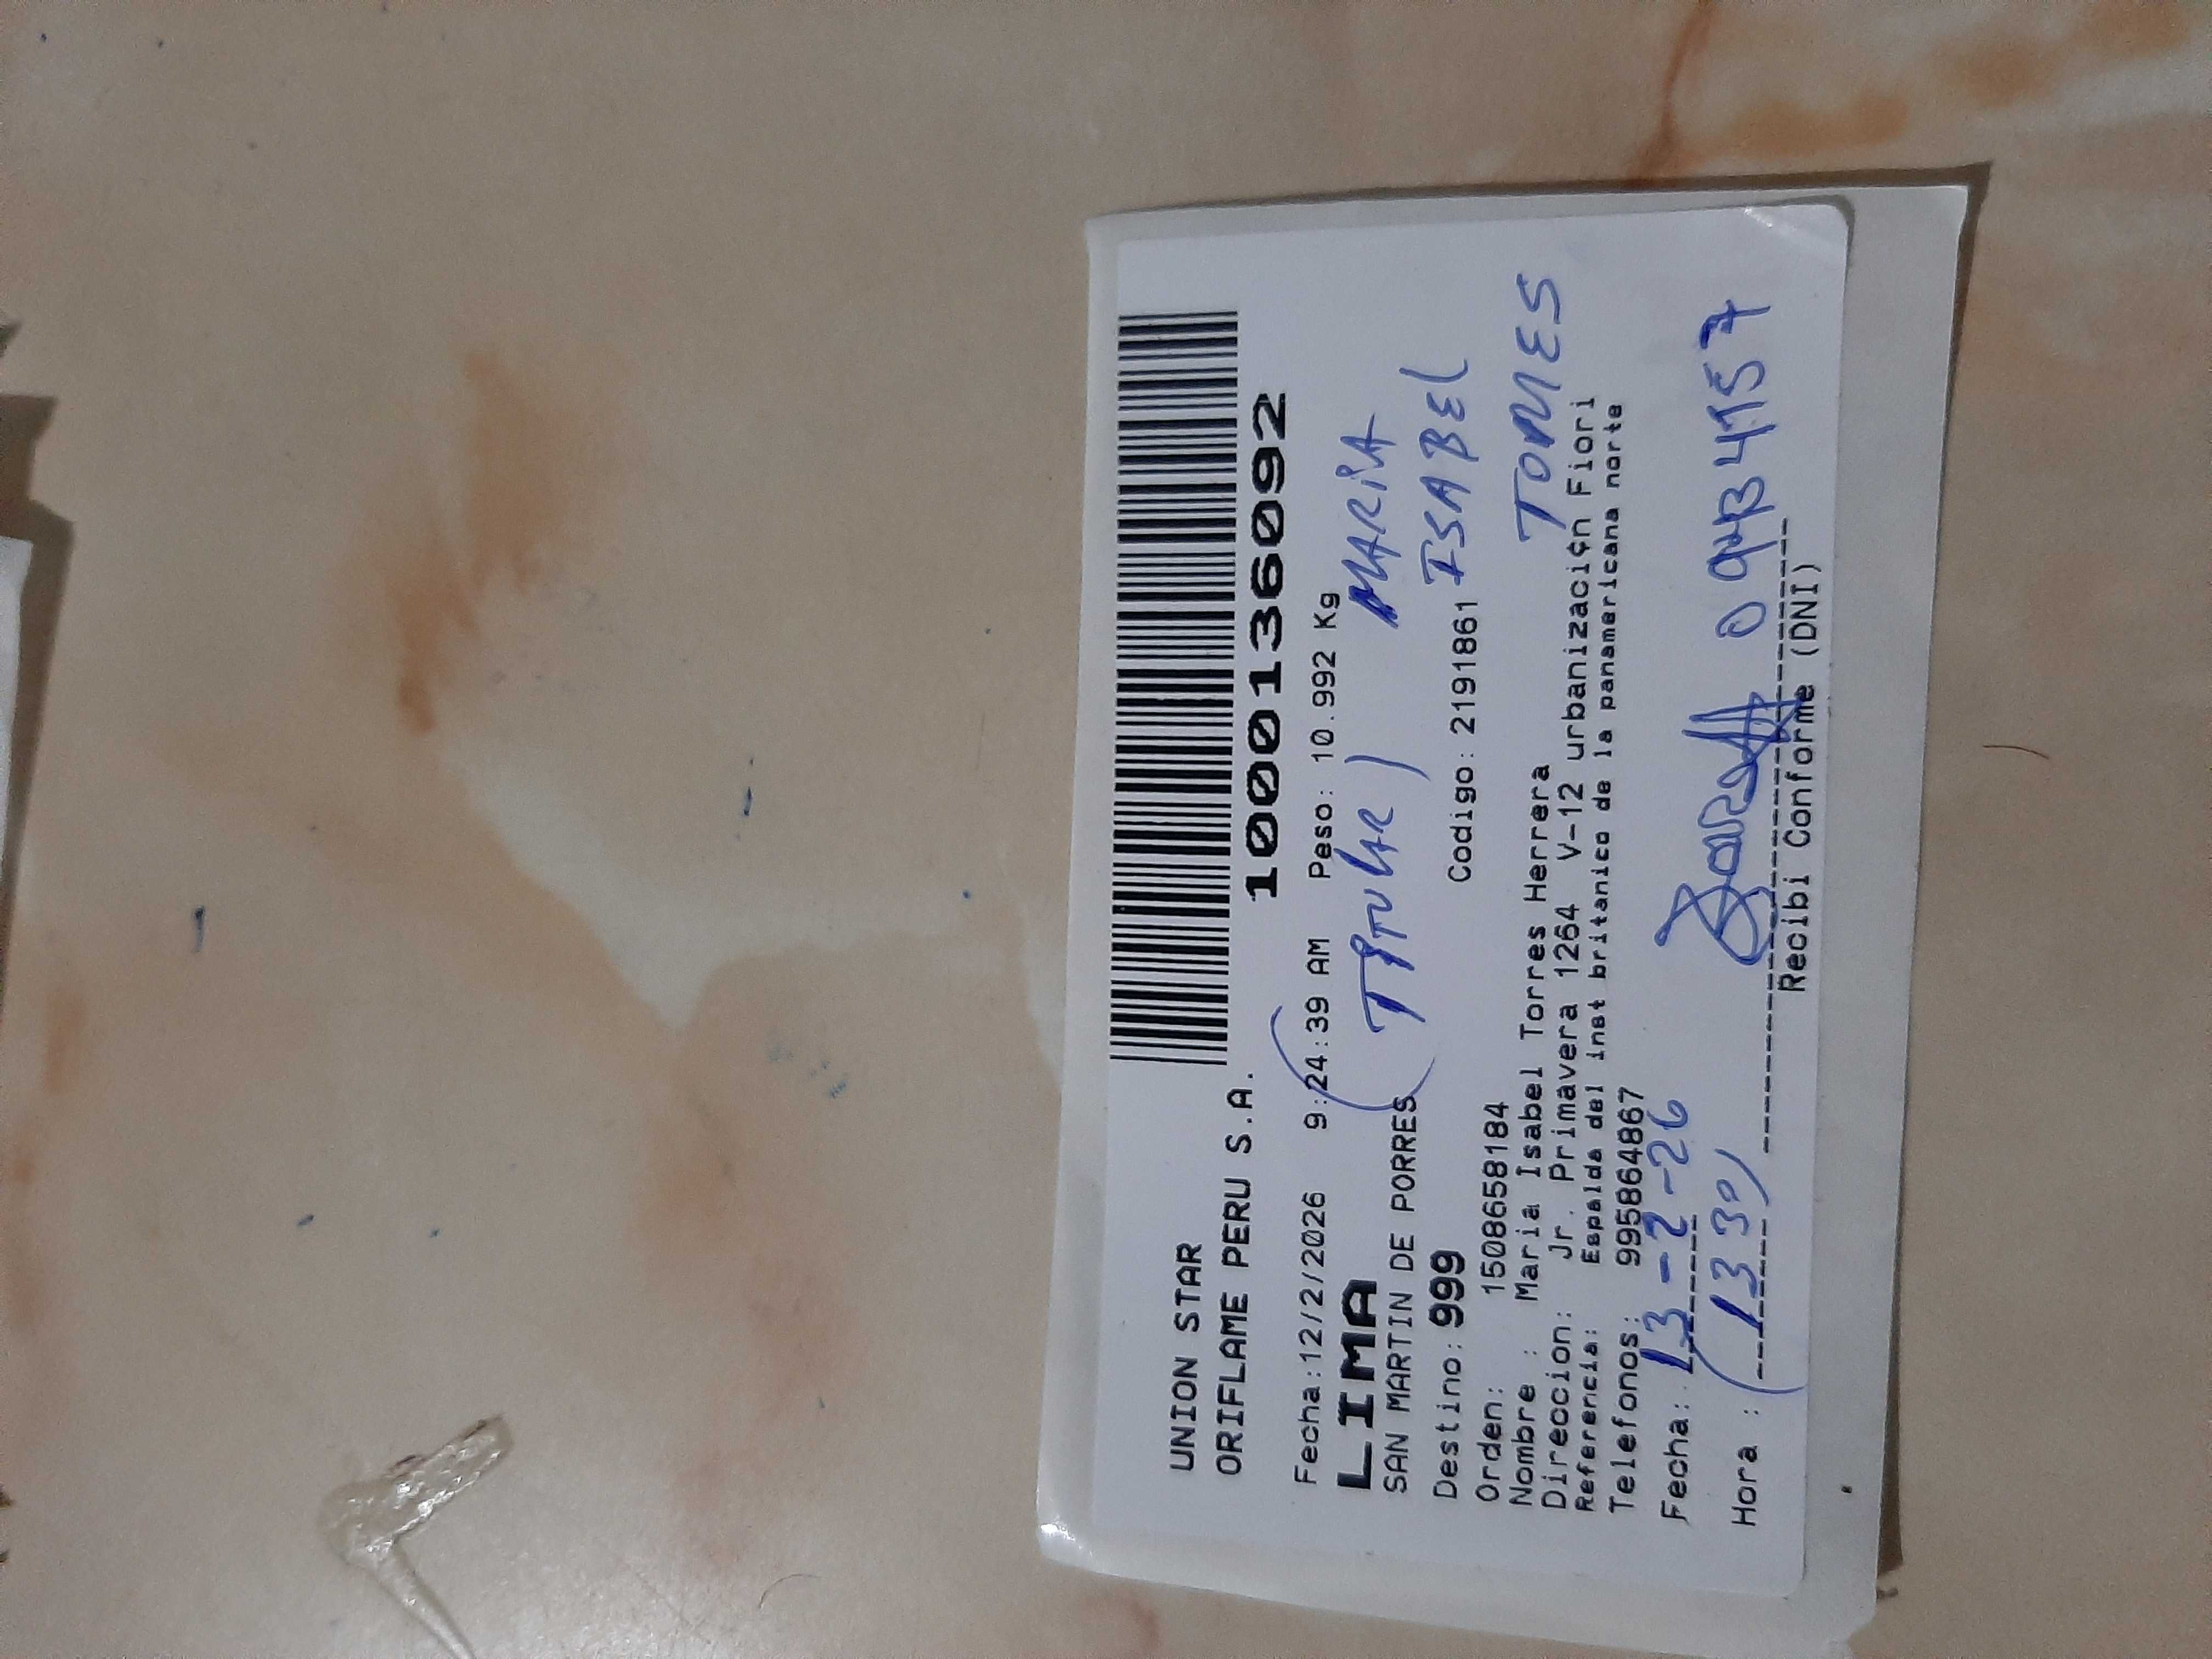 UNION STAR
ORIFLAME PERU S.A.
1000136092
Fecha:12/2/2026 9:24:39 AM Peso: 10.992 Kg
LIMA
(TITULAR) MARIA
SAN MARTIN DE PORRES
ISABEL
Destino: 999 Codigo: 2191861
TORRES
Orden: 1508658184
Nombre : Maria Isabel Torres Herrera
Direccion: Jr. Primavera 1264 V-12 urbanización Fiori
Referencia: Espalda del inst britanico de la panamericana norte
Telefonos: 995864867
Fecha: 13-2-26
Hora : (1330)
Recibi Conforme (DNI)